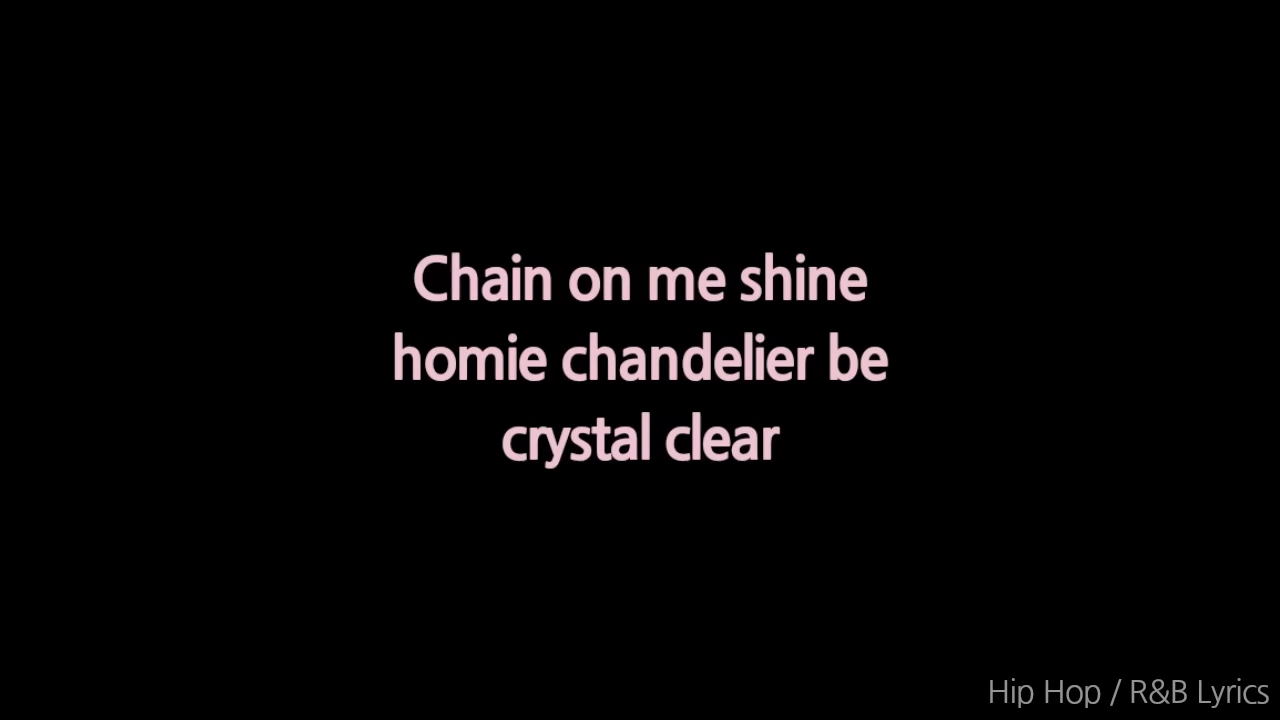 Chain on me shine
homie chandelier be
crystal clear
Hip Hop / R&B Lyrics